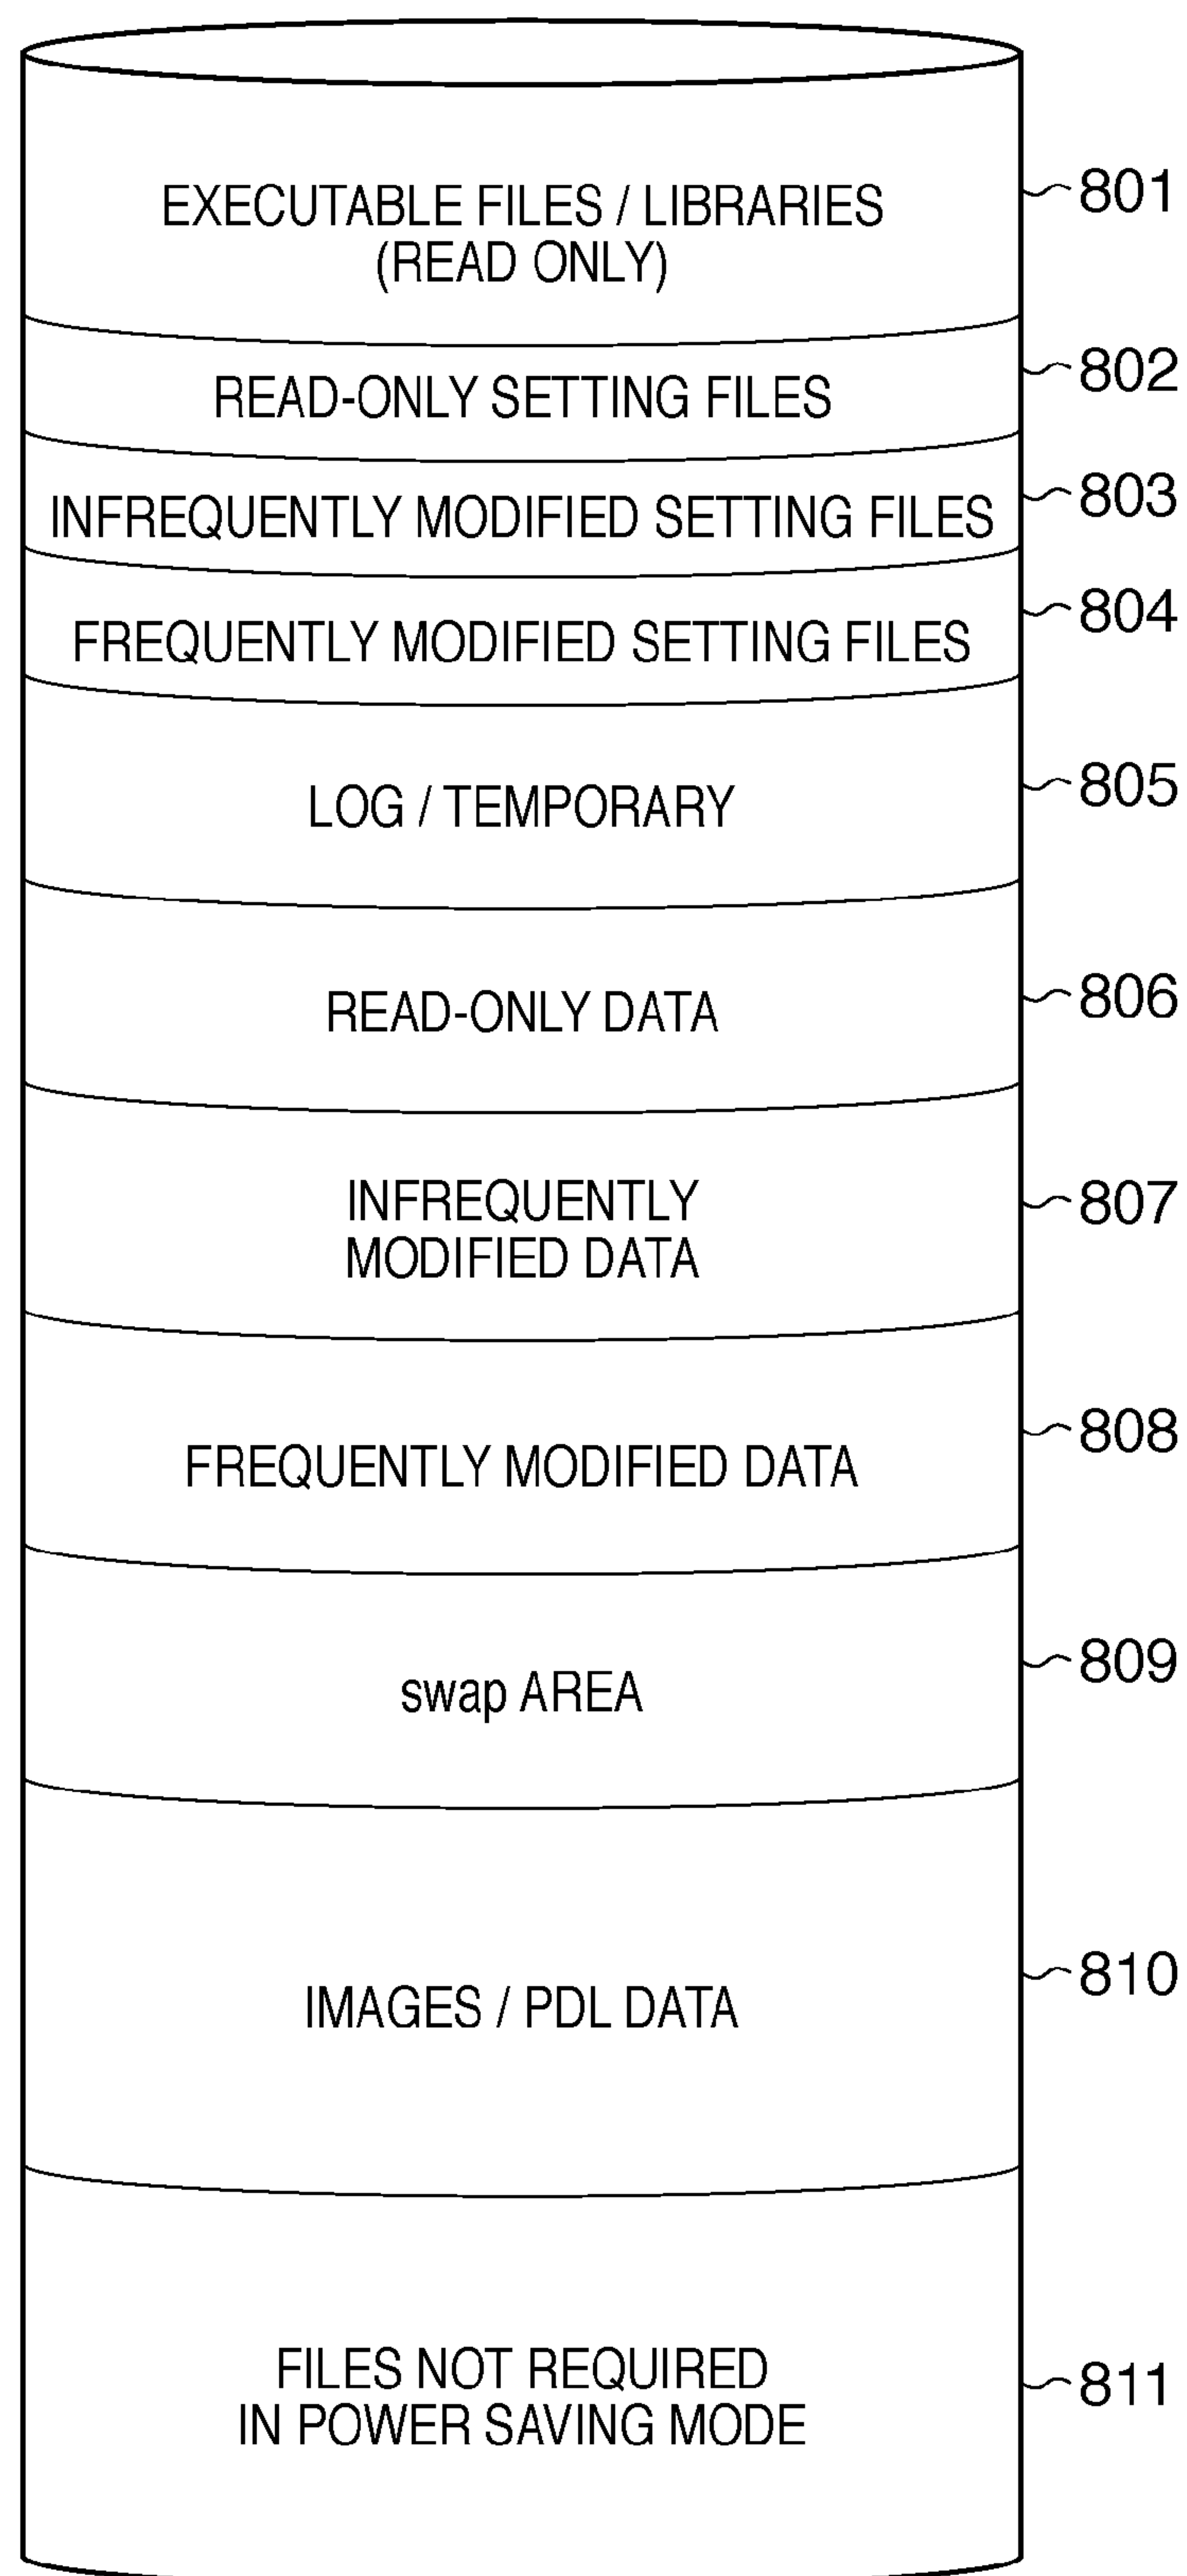 EXECUTABLE FILES / LIBRARIES
(READ ONLY)
801
READ-ONLY SETTING FILES
802
INFREQUENTLY MODIFIED SETTING FILES
803
FREQUENTLY MODIFIED SETTING FILES
804
LOG / TEMPORARY
805
READ-ONLY DATA
806
INFREQUENTLY
MODIFIED DATA
807
FREQUENTLY MODIFIED DATA
808
swap AREA
809
IMAGES / PDL DATA
810
FILES NOT REQUIRED
IN POWER SAVING MODE
811